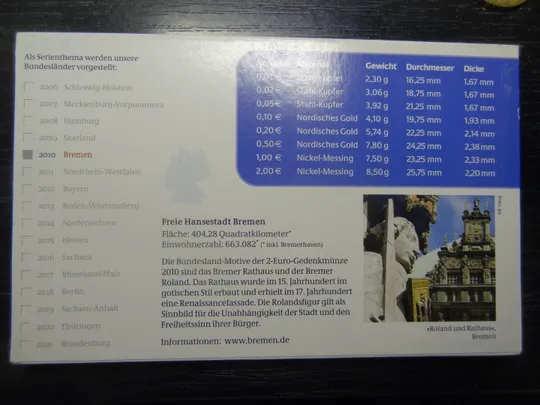 Als Serienthema werden unsere
Bundesländer vorgestellt:
2006 Schleswig-Holstein
2007 Mecklenburg-Vorpommern
2008 Hamburg
2009 Saarland
2010 Bremen
2011 Nordrhein-Westfalen
2012 Bayern
2013 Baden-Württemberg
2014 Niedersachsen
2015 Hessen
2016 Sachsen
2017 Rheinland-Pfalz
2018 Berlin
Sachsen-Anhalt
2020 Thüringen
Brandenburg
Gewicht Durchmesser Dicke
0,01 € Stahl-Kupfer 2,30 g 16,25 mm 1,67 mm
0,02 € Stahl-Kupfer 3,06 g 18,75 mm 1,67 mm
0,05 € Stahl-Kupfer 3,92 g 21,25 mm 1,67 mm
0,10 € Nordisches Gold 4,10 g 19,75 mm 1,93 mm
0,20 € Nordisches Gold 5,74 g 22,25 mm 2,14 mm
0,50 € Nordisches Gold 7,80 g 24,25 mm 2,38 mm
1,00 € Nickel-Messing 7,50 g 23,25 mm 2,33 mm
2,00 € Nickel-Messing 8,50 g 25,75 mm 2,20 mm
Freie Hansestadt Bremen
Fläche: 404,28 Quadratkilometer*
Einwohnerzahl: 663.082* (* inkl. Bremerhaven)
Die Bundesland-Motive der 2-Euro-Gedenkmünze
2010 sind das Bremer Rathaus und der Bremer
Roland. Das Rathaus wurde im 15. Jahrhundert im
gotischen Stil erbaut und erhielt im 17. Jahrhundert
eine Renaissancefassade. Die Rolandsfigur gilt als
Sinnbild für die Unabhängigkeit der Stadt und den
Freiheitssinn ihrer Bürger.
Informationen: www.bremen.de
Foto: pa
»Roland und Rathaus«,
Bremen